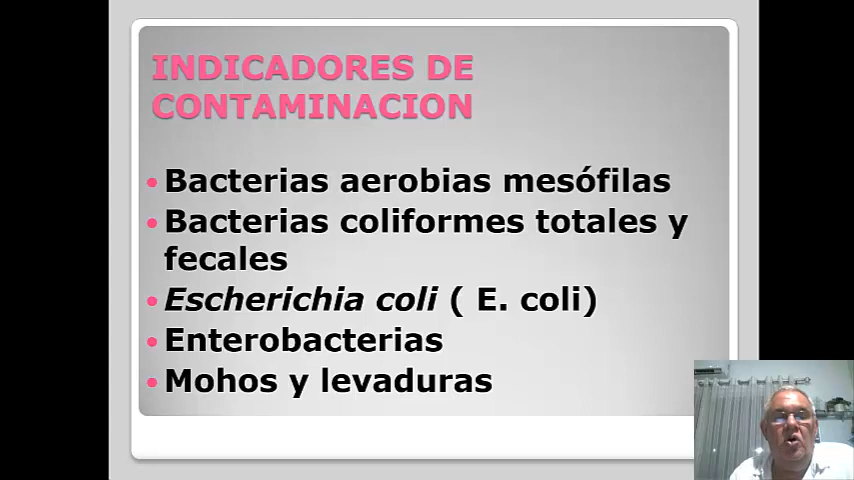 INDICADORES DE
CONTAMINACION
• Bacterias aerobias mesófilas
• Bacterias coliformes totales y
fecales
• Escherichia coli ( E. coli)
• Enterobacterias
• Mohos y levaduras